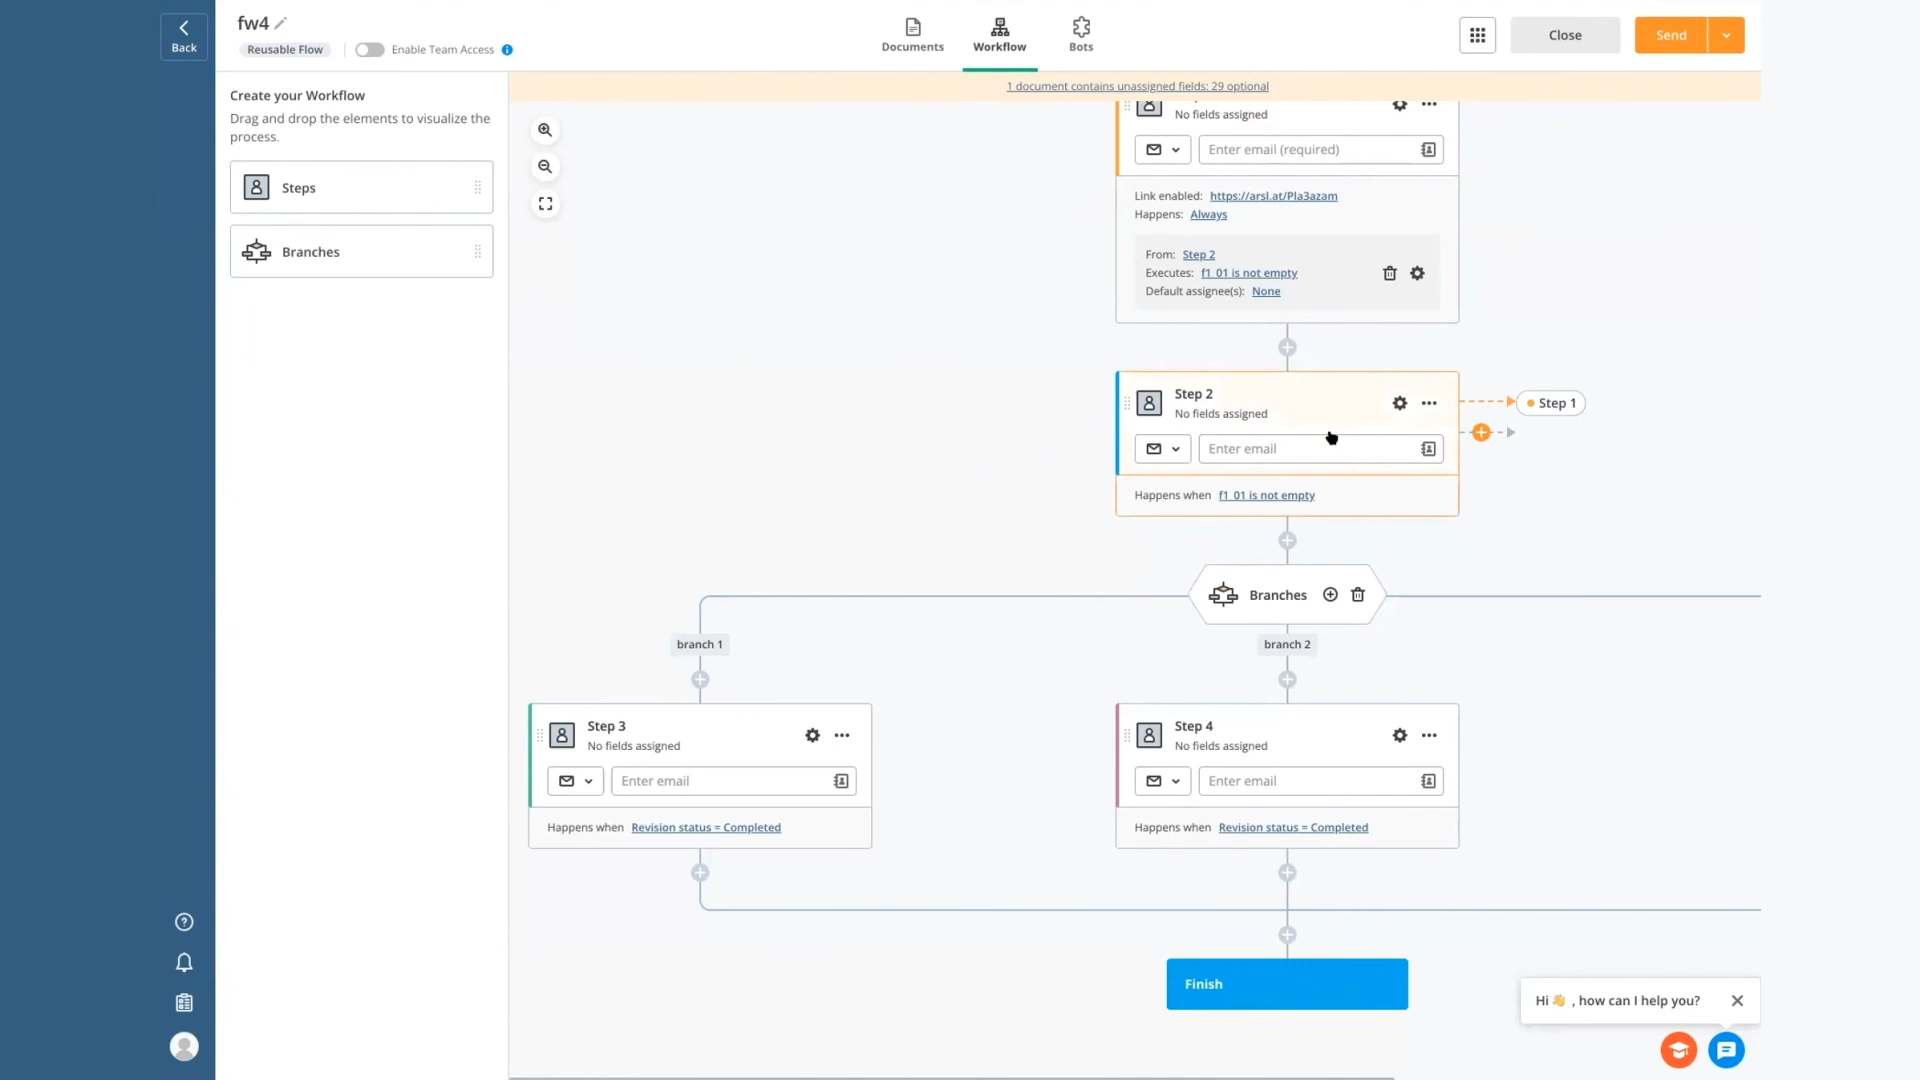 Back
fw4
Reusable Flow
Enable Team Access
Documents
Workflow
Bots
Close
Send
Create your Workflow
Drag and drop the elements to visualize the
process.
Steps
Branches
1 document contains unassigned fields: 29 optional
No fields assigned
Enter email (required)
Link enabled: https://arsl.at/Pla3azam
Happens: Always
From: Step 2
Executes: f1_01 is not empty
Default assignee(s): None
Step 2
No fields assigned
Enter email
Happens when f1_01 is not empty
Step 1
Branches
branch 1
branch 2
Step 3
No fields assigned
Enter email
Happens when Revision status = Completed
Step 4
No fields assigned
Enter email
Happens when Revision status = Completed
Finish
Hi 👋 , how can I help you?